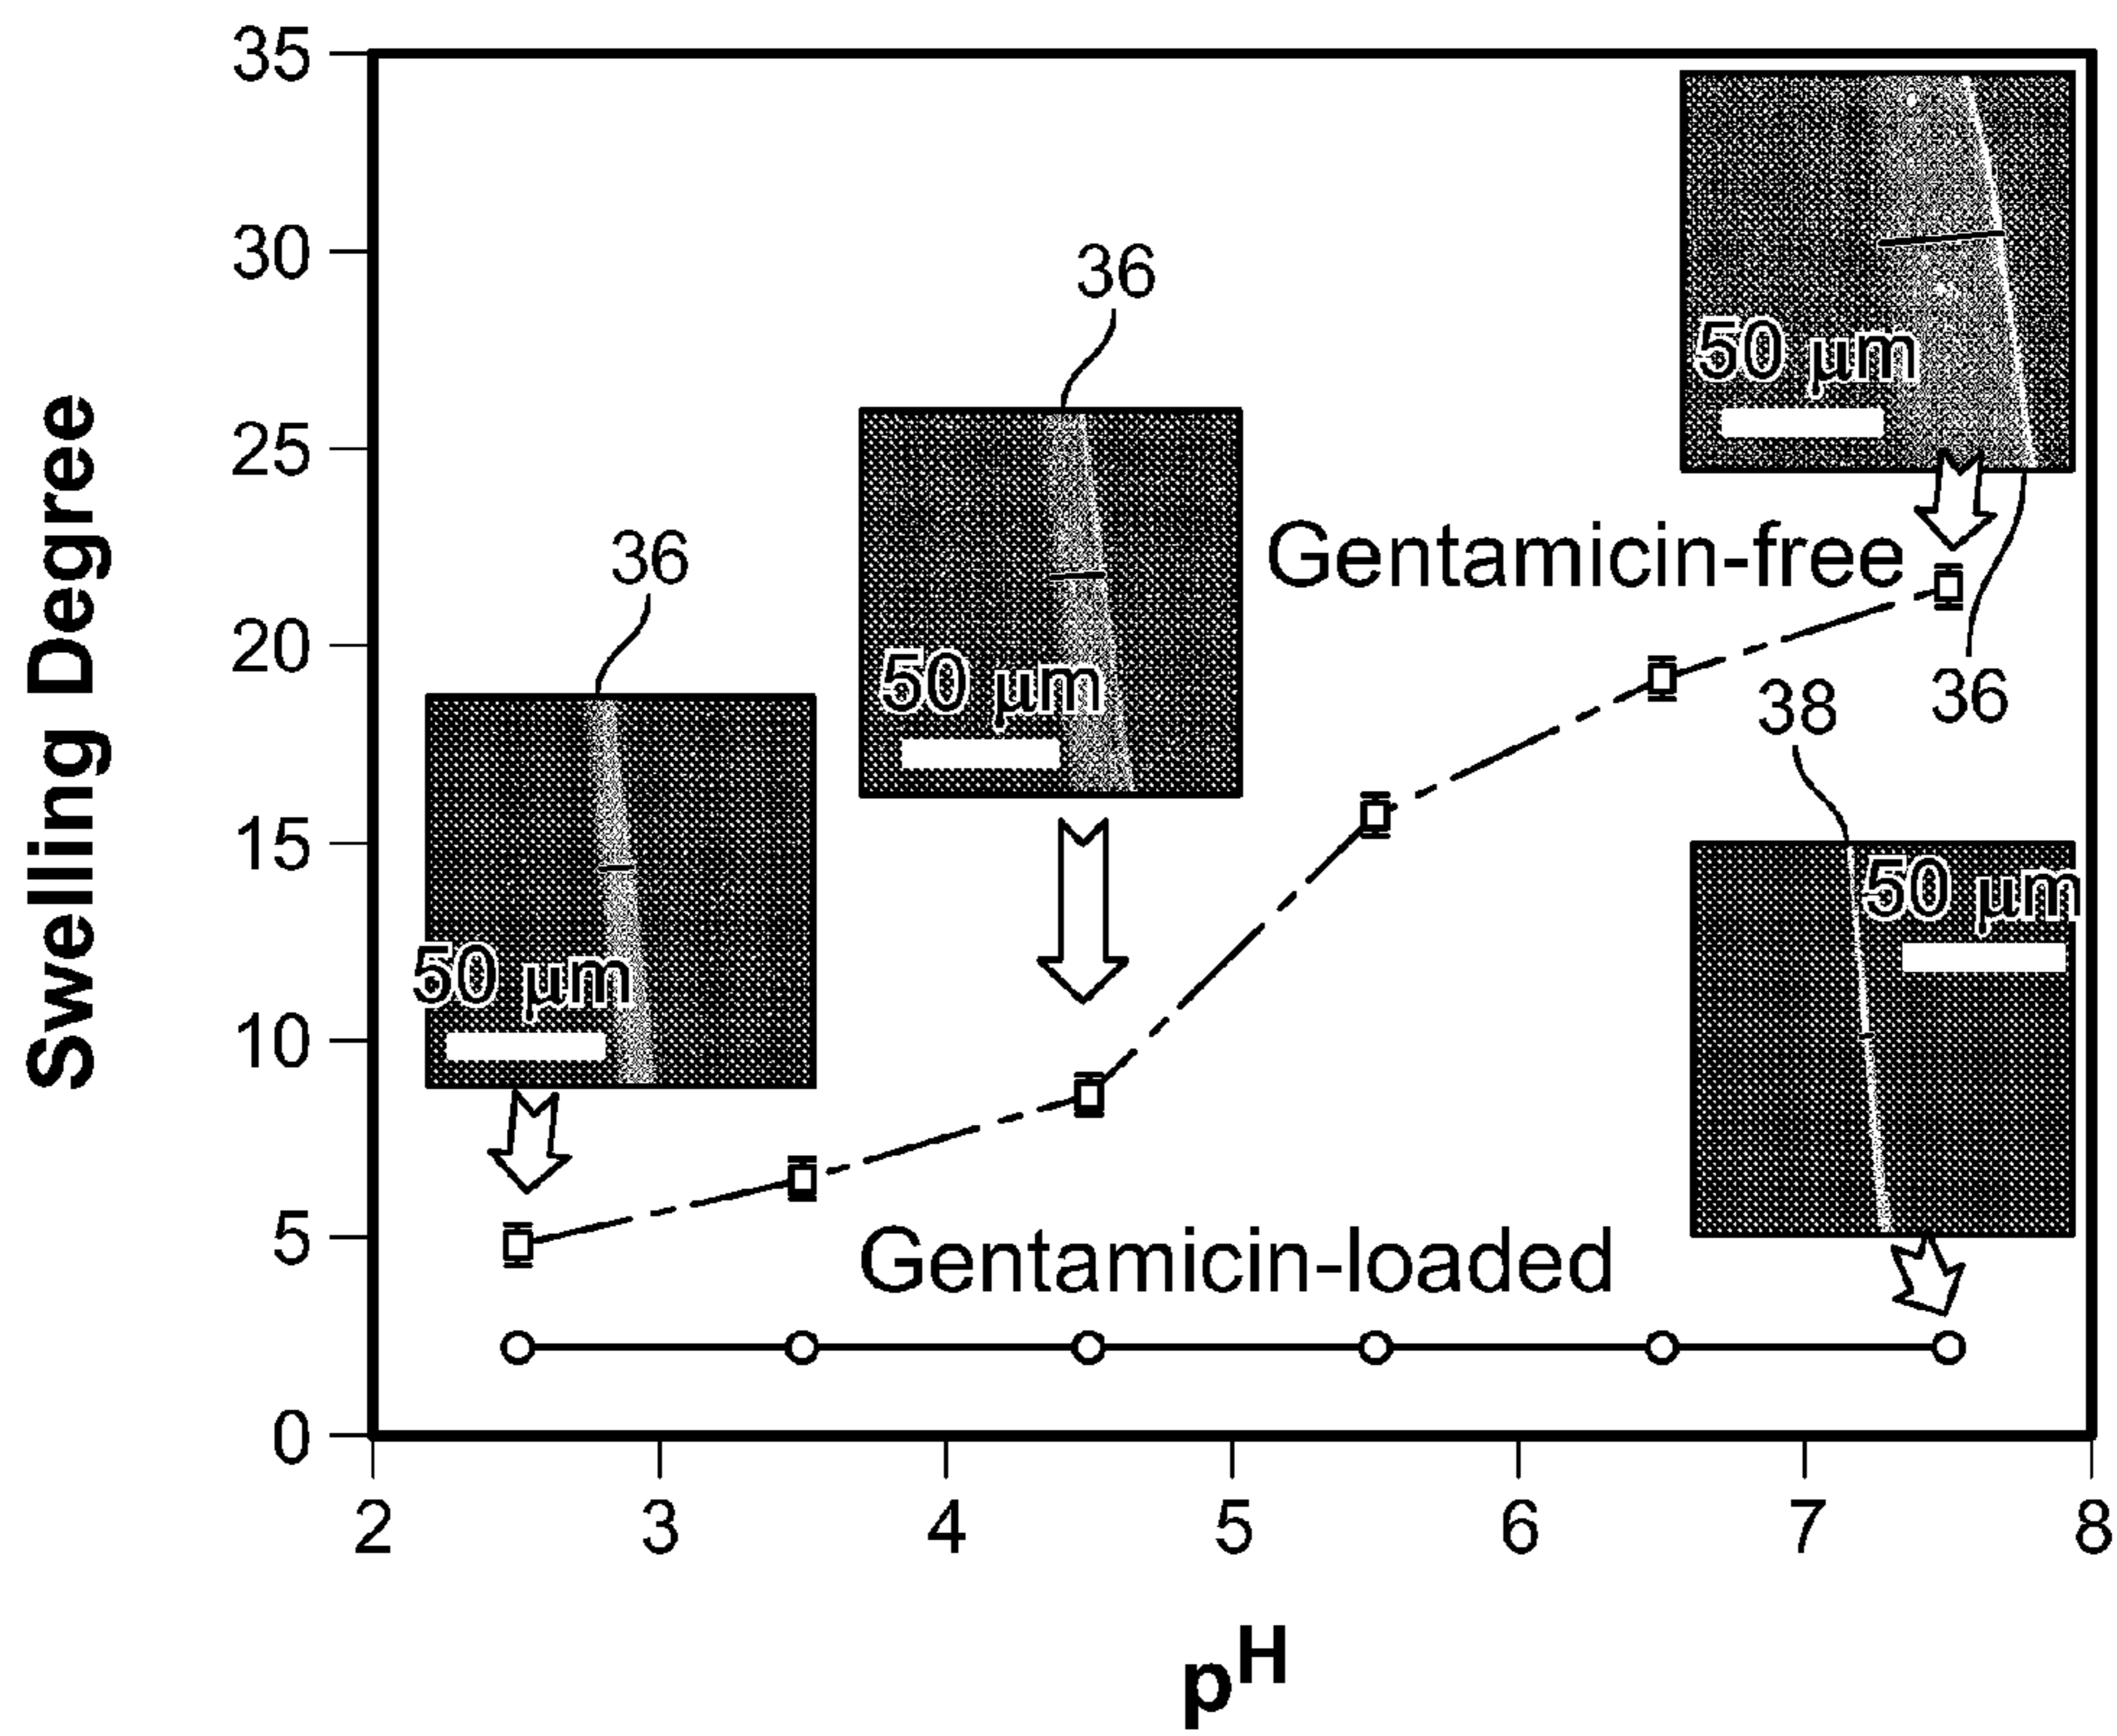 35
30
25
20
15
10
5
0
Swelling Degree
36
36
50 μm
50 μm
50 μm
Gentamicin-free
36
38
50 μm
Gentamicin-loaded
2 3 4 5 6 7 8
pH